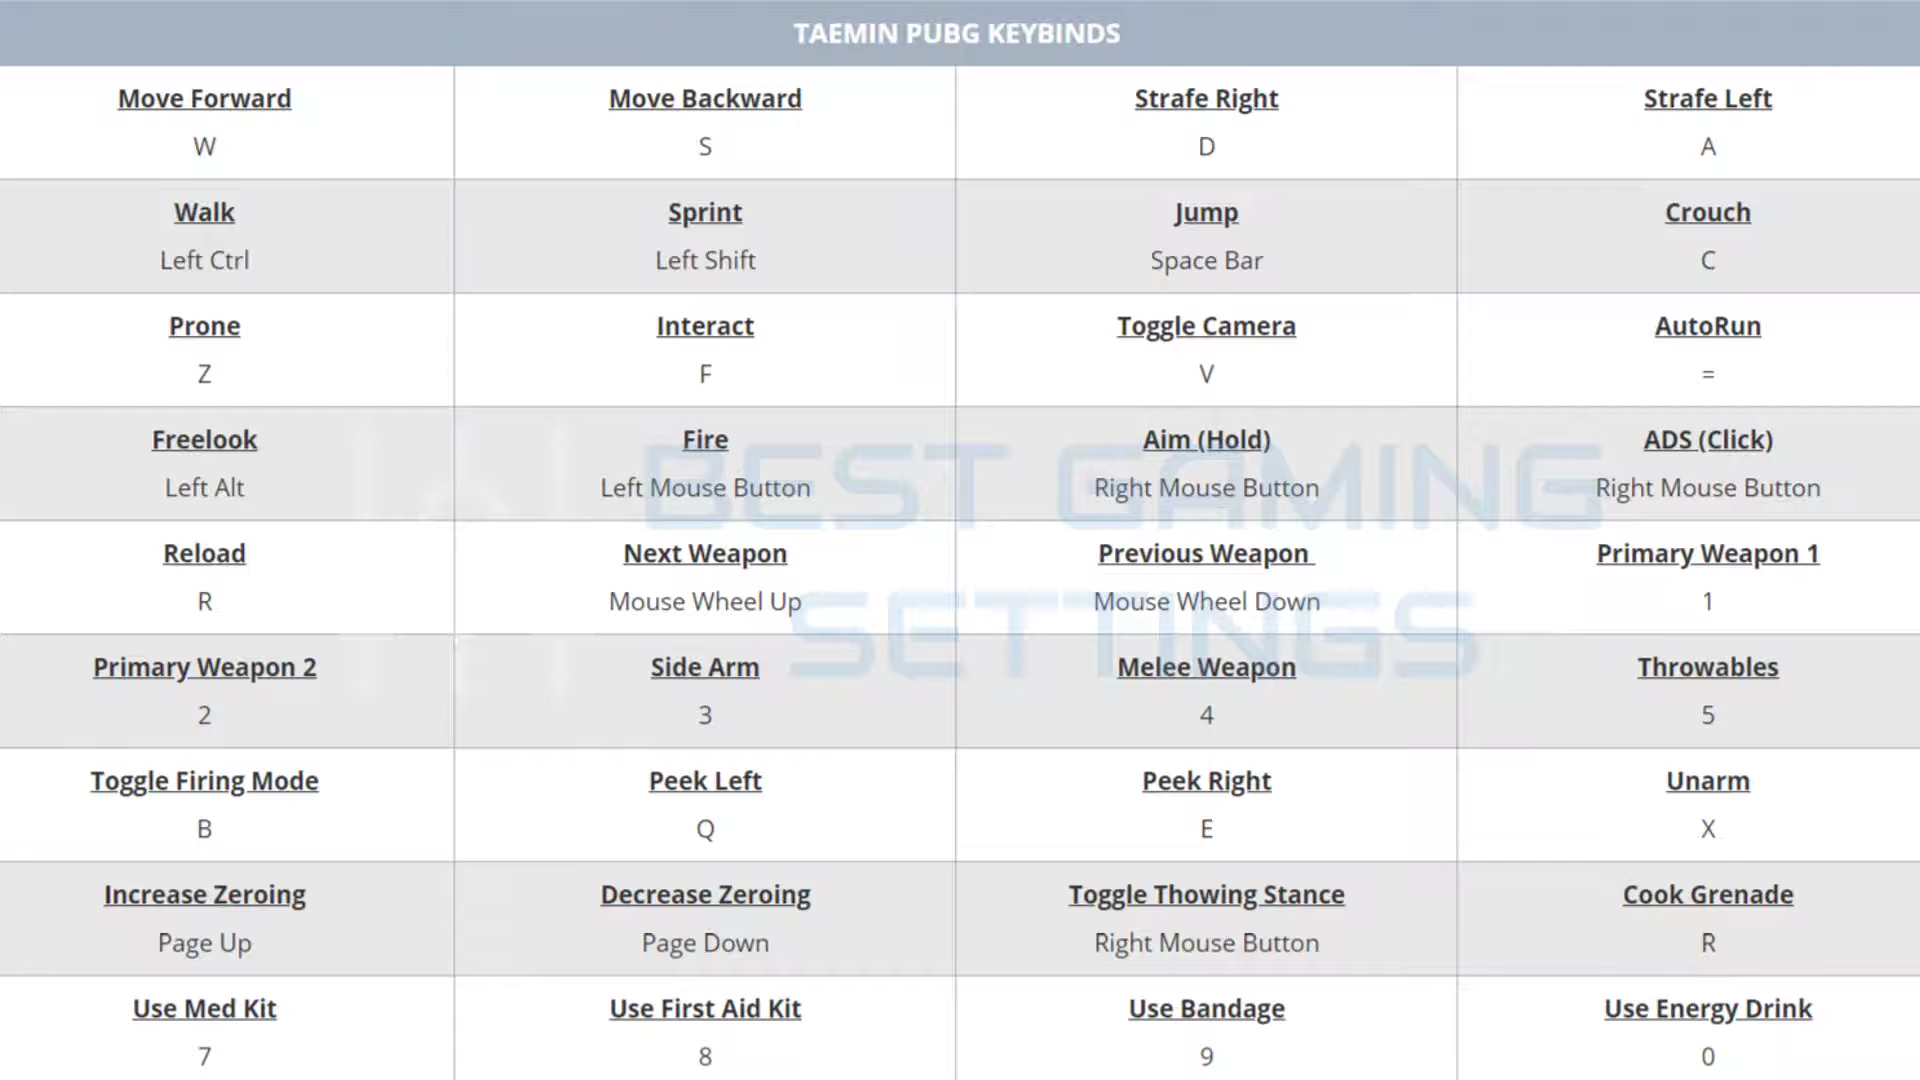 TAEMIN PUBG KEYBINDS
Move Forward Move Backward Strafe Right Strafe Left
W S D A
Walk Sprint Jump Crouch
Left Ctrl Left Shift Space Bar C
Prone Interact Toggle Camera AutoRun
Z F V =
Freelook Fire Aim (Hold) ADS (Click)
Left Alt Left Mouse Button Right Mouse Button Right Mouse Button
BEST GAMING
Reload Next Weapon Previous Weapon Primary Weapon 1
R Mouse Wheel Up Mouse Wheel Down 1
SETTINGS
Primary Weapon 2 Side Arm Melee Weapon Throwables
2 3 4 5
Toggle Firing Mode Peek Left Peek Right Unarm
B Q E X
Increase Zeroing Decrease Zeroing Toggle Thowing Stance Cook Grenade
Page Up Page Down Right Mouse Button R
Use Med Kit Use First Aid Kit Use Bandage Use Energy Drink
7 8 9 0